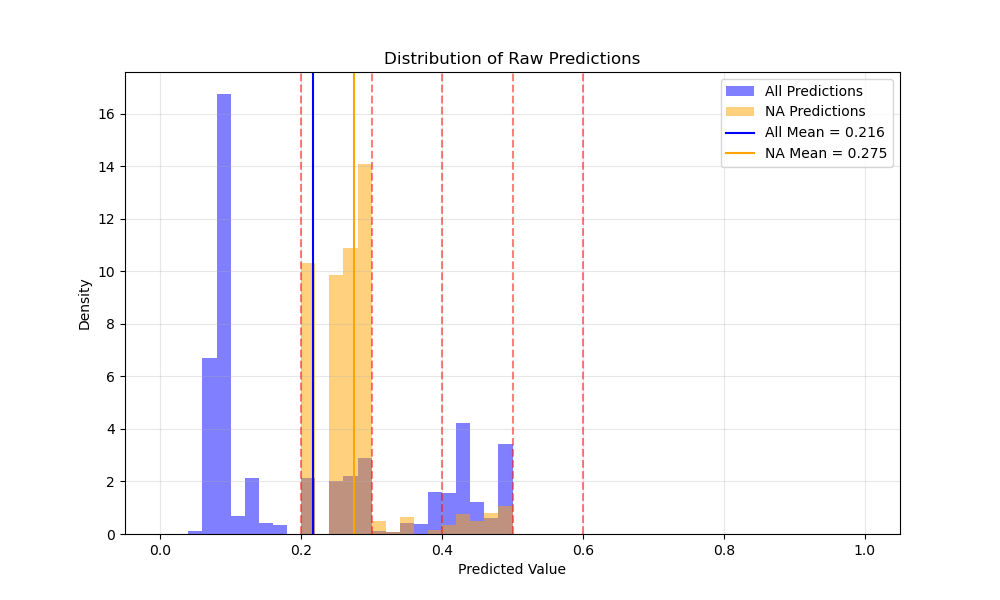 Distribution of Raw Predictions
All Predictions
NA Predictions
All Mean = 0.216
NA Mean = 0.275
Density
16
14
12
10
8
6
4
2
0
0.0 0.2 0.4 0.6 0.8 1.0
Predicted Value